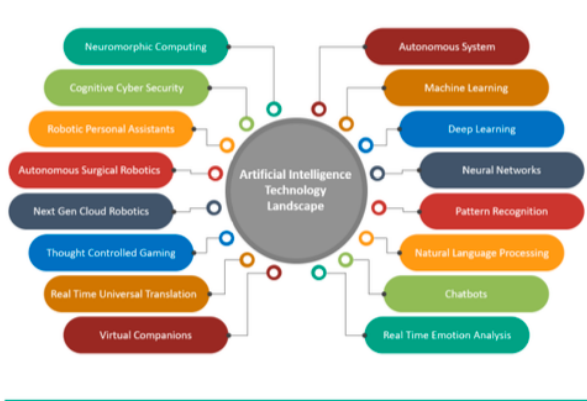 Neuromorphic Computing
Cognitive Cyber Security
Robotic Personal Assistants
Autonomous Surgical Robotics
Next Gen Cloud Robotics
Thought Controlled Gaming
Real Time Universal Translation
Virtual Companions
Artificial Intelligence
Technology
Landscape
Autonomous System
Machine Learning
Deep Learning
Neural Networks
Pattern Recognition
Natural Language Processing
Chatbots
Real Time Emotion Analysis